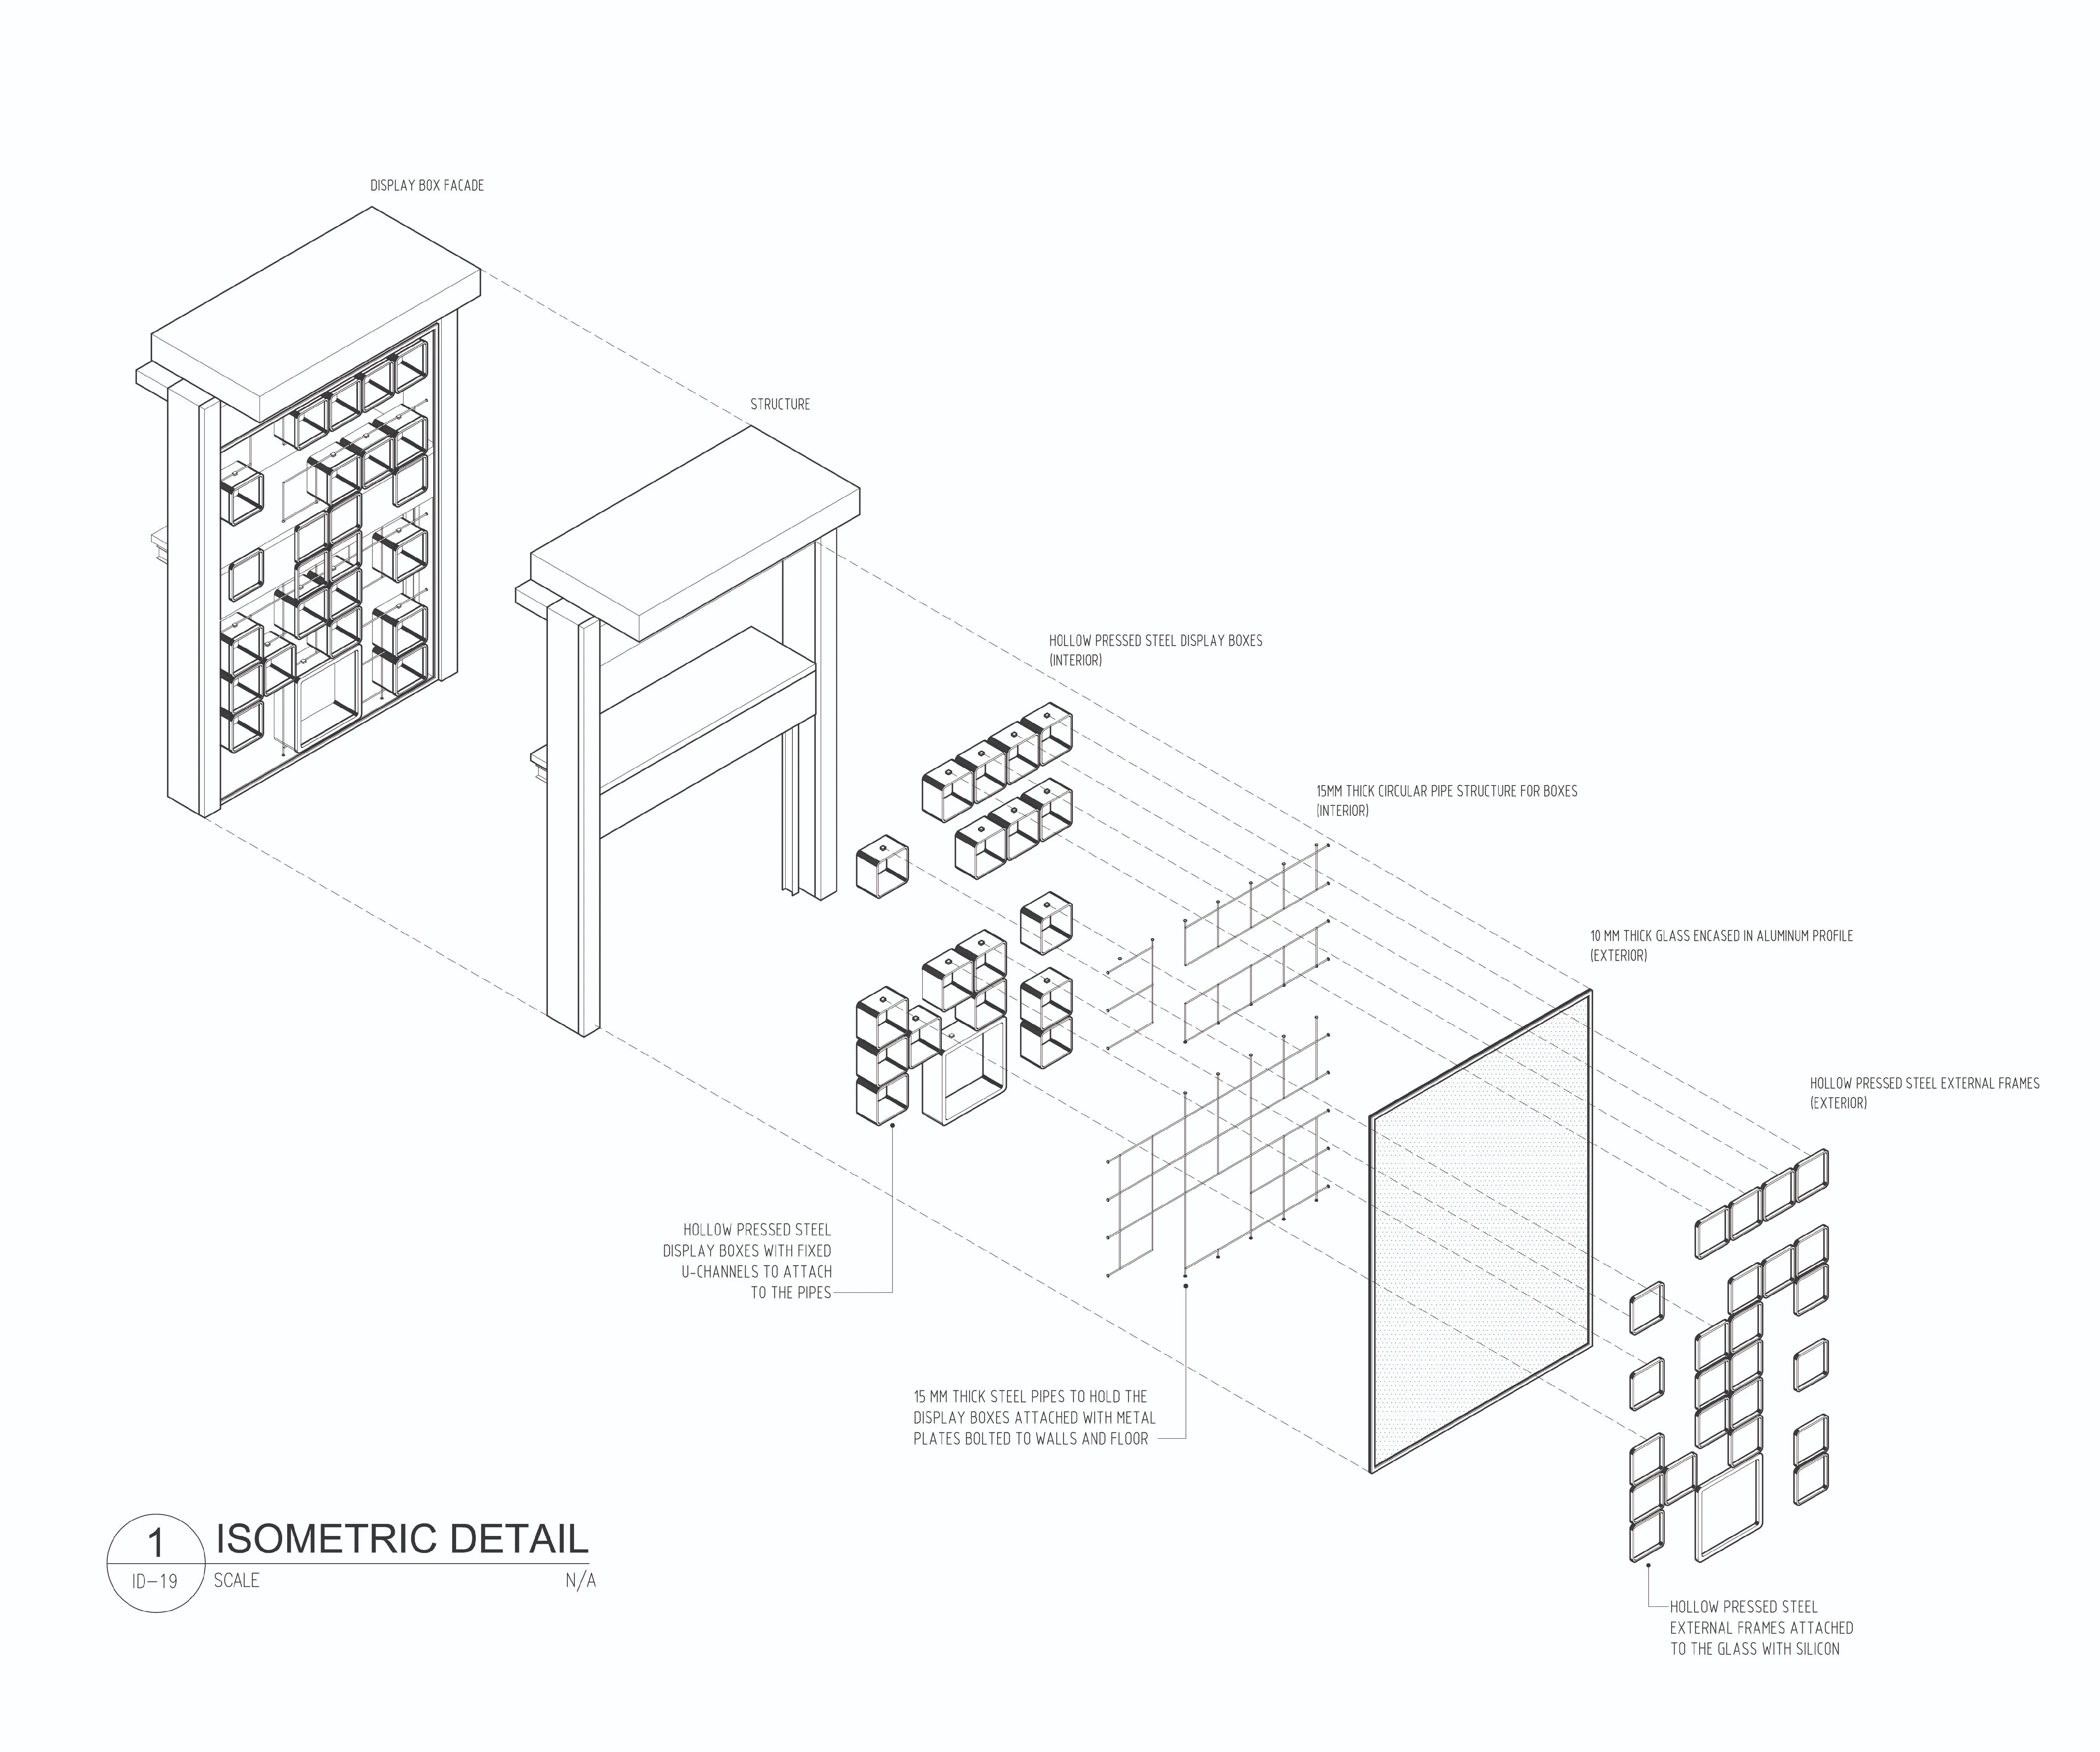 DISPLAY BOX FACADE
STRUCTURE
HOLLOW PRESSED STEEL DISPLAY BOXES
(INTERIOR)
15MM THICK CIRCULAR PIPE STRUCTURE FOR BOXES
(INTERIOR)
10 MM THICK GLASS ENCASED IN ALUMINUM PROFILE
(EXTERIOR)
HOLLOW PRESSED STEEL EXTERNAL FRAMES
(EXTERIOR)
HOLLOW PRESSED STEEL
DISPLAY BOXES WITH FIXED
U-CHANNELS TO ATTACH
TO THE PIPES
15 MM THICK STEEL PIPES TO HOLD THE
DISPLAY BOXES ATTACHED WITH METAL
PLATES BOLTED TO WALLS AND FLOOR
HOLLOW PRESSED STEEL
EXTERNAL FRAMES ATTACHED
TO THE GLASS WITH SILICON
1 ISOMETRIC DETAIL
ID-19 SCALE N/A